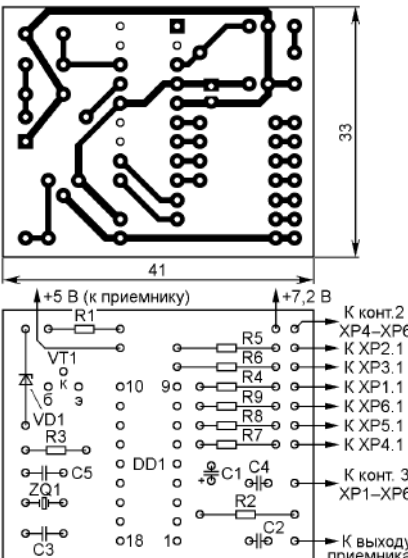 33
41
+5 В (к приемнику)
+7,2 В
R1
К конт.2
XP4–XP6
R5
К XP2.1
VT1
R6
К XP3.1
б к э
10
9
R4
К XP1.1
VD1
R9
К XP6.1
R8
К XP5.1
R3
R7
К XP4.1
C5
DD1
+
C1
C4
К конт. 3
XP1–XP6
ZQ1
R2
C3
18
1
C2
К выходу
приемника